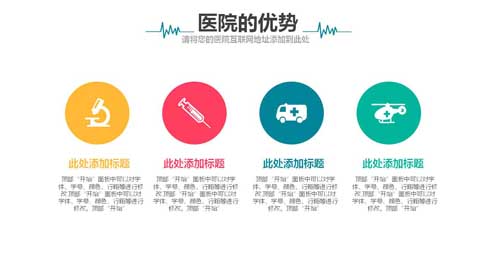 医院的优势
请将您的医院互联网地址添加到此处
此处添加标题
顶部“开始”面板中可以对字
体、字号、颜色、行距等进行修
改顶部“开始”面板中可以对
字体、字号、颜色、行距等进行
修改。顶部“开始”
此处添加标题
顶部“开始”面板中可以对字
体、字号、颜色、行距等进行修
改顶部“开始”面板中可以对
字体、字号、颜色、行距等进行
修改。顶部“开始”
此处添加标题
顶部“开始”面板中可以对字
体、字号、颜色、行距等进行修
改顶部“开始”面板中可以对
字体、字号、颜色、行距等进行
修改。顶部“开始”
此处添加标题
顶部“开始”面板中可以对字
体、字号、颜色、行距等进行修
改顶部“开始”面板中可以对
字体、字号、颜色、行距等进行
修改。顶部“开始”